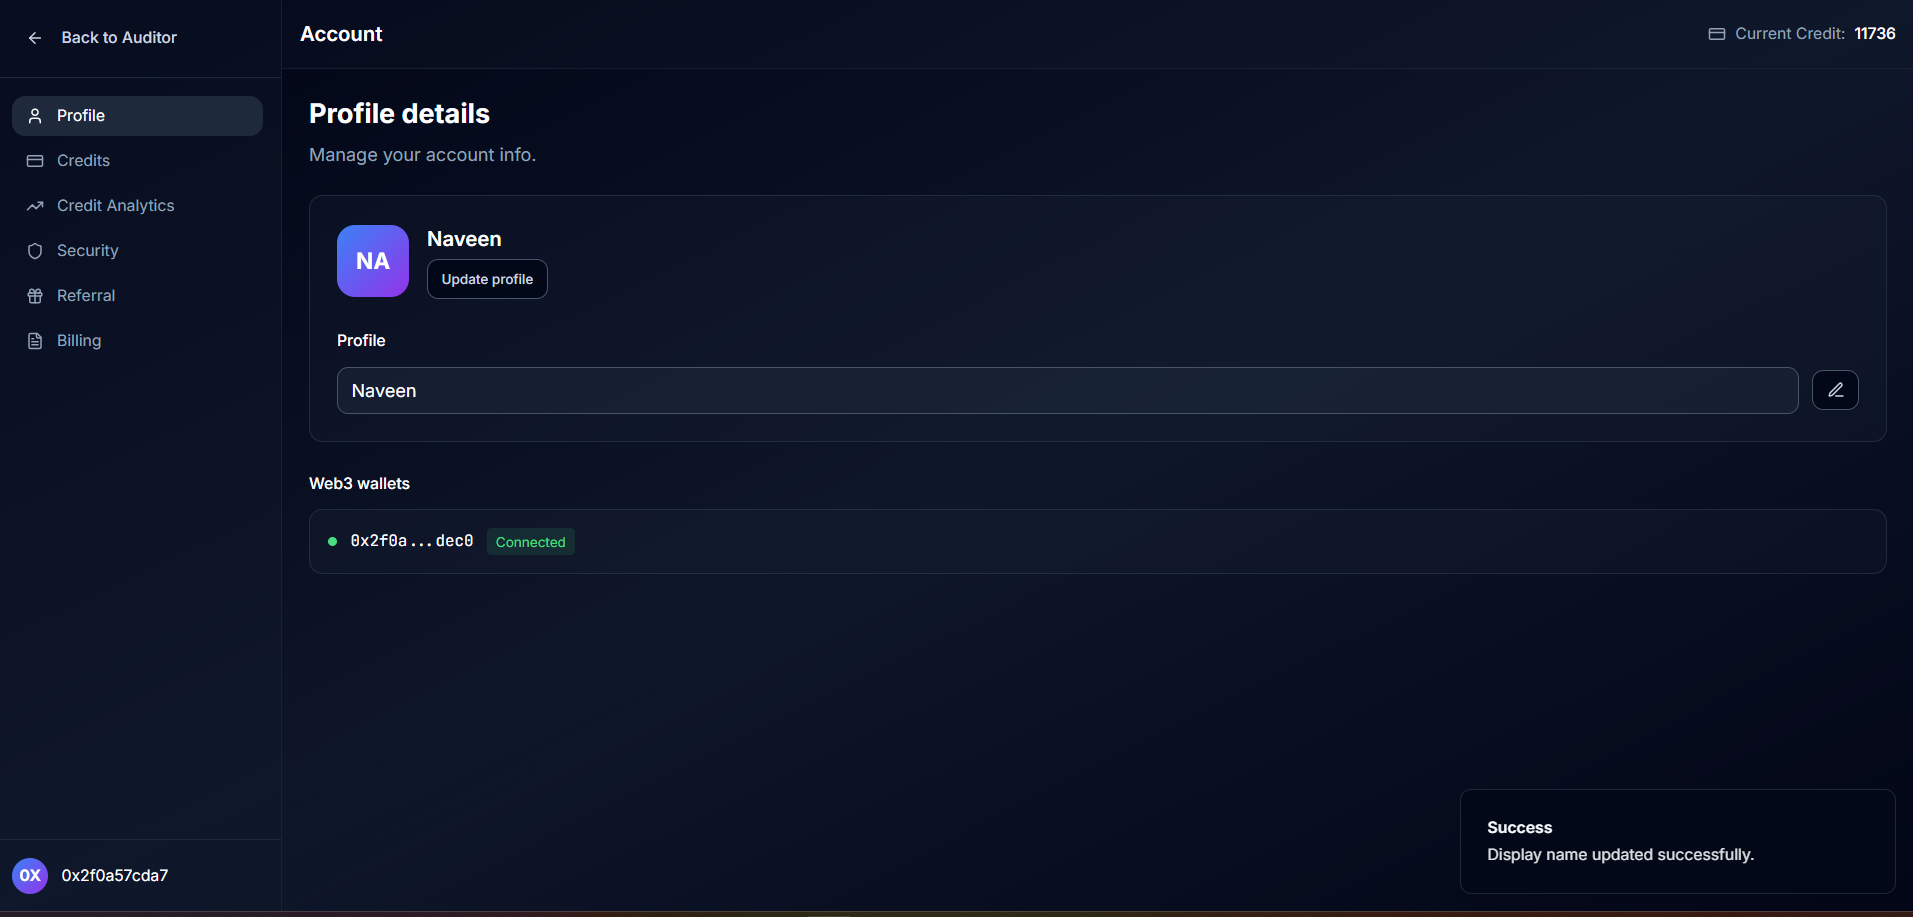 Back to Auditor
Account
Current Credit: 11736
Profile
Credits
Credit Analytics
Security
Referral
Billing
Profile details
Manage your account info.
NA
Naveen
Update profile
Profile
Naveen
Web3 wallets
0x2f0a...dec0 Connected
Success
Display name updated successfully.
0X 0x2f0a57cda7